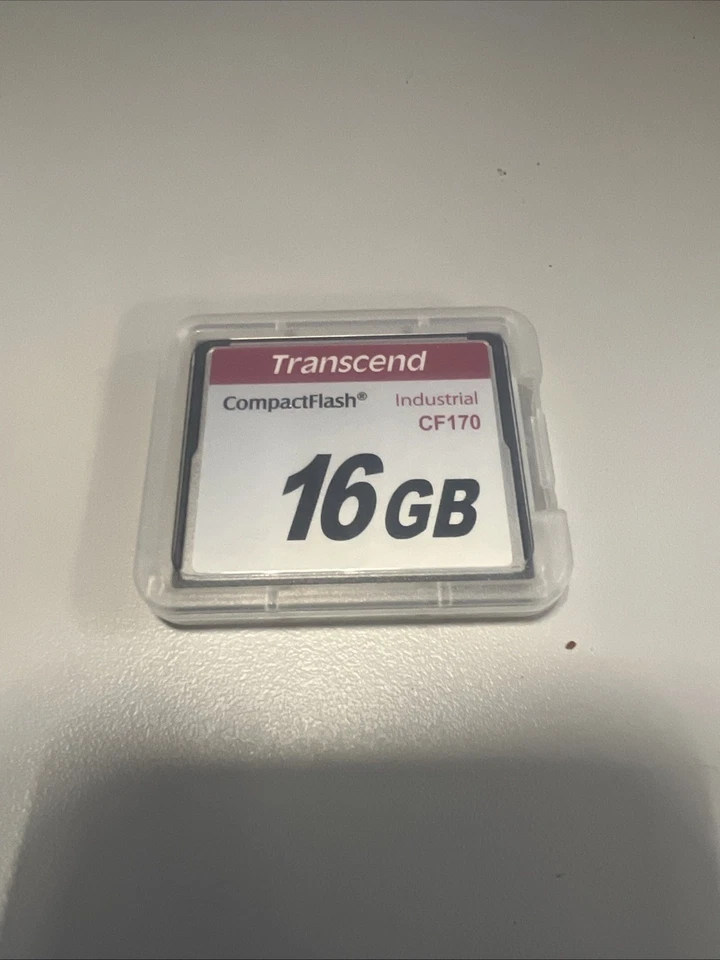 Transcend
CompactFlash® Industrial
CF170
16GB